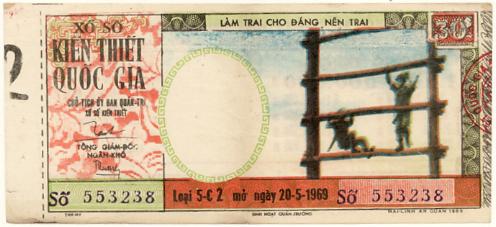 XỔ SỐ
KIẾN THIẾT
QUỐC GIA
CHỦ-TỊCH ỦY BAN QUẢN-TRỊ
XỔ SỐ KIẾN THIẾT
TỔNG GIÁM-ĐỐC
NGÂN-KHỐ
Số 553238
LÀM TRAI CHO ĐÁNG NÊN TRAI
30đ
Loại 5-C 2 mở ngày 20-5-1969
Số 553238
SINH HOẠT QUÂN-TRƯỜNG
2